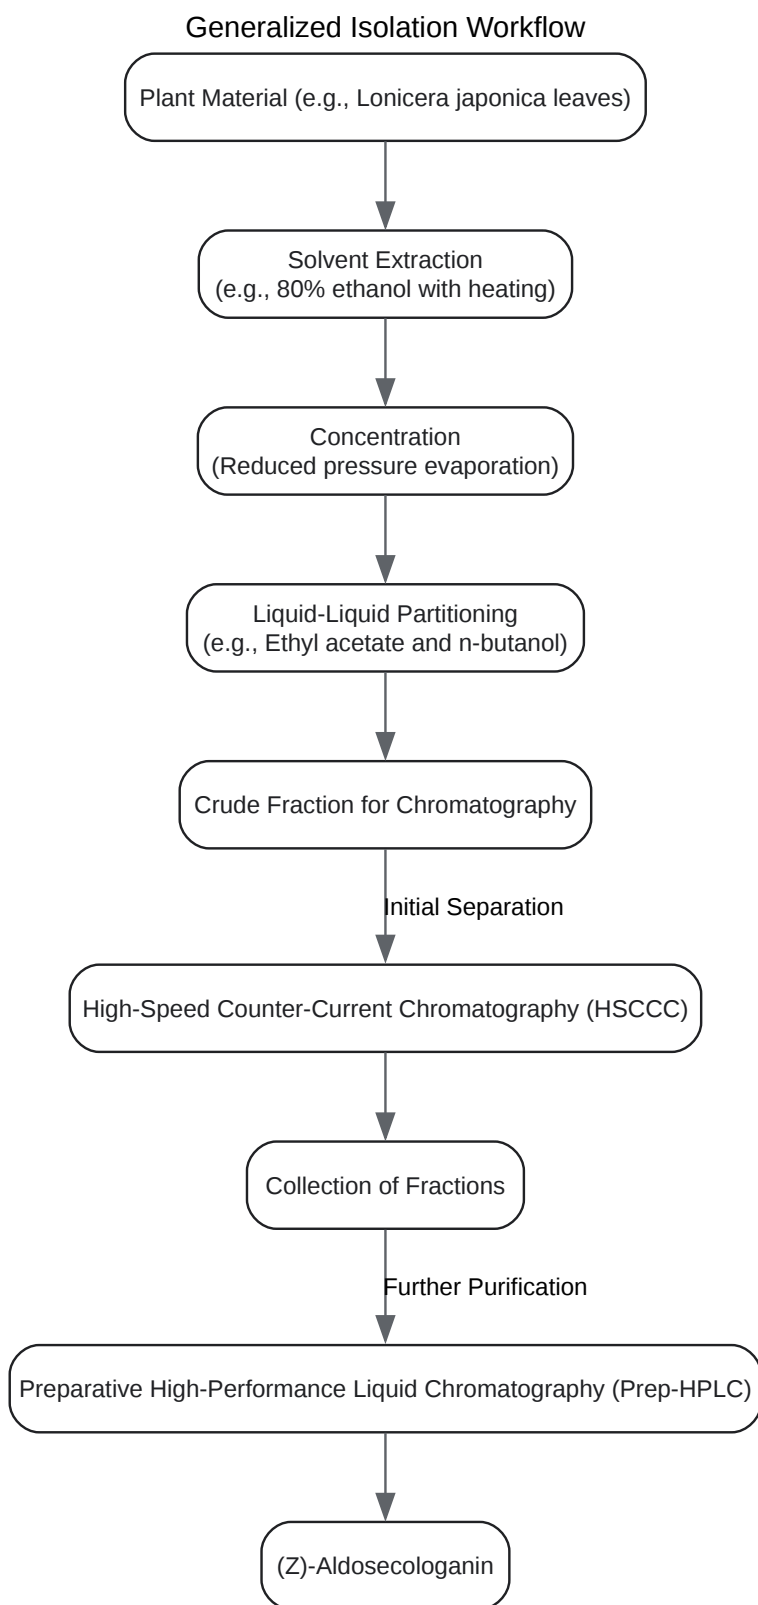 Generalized Isolation Workflow
Plant Material (e.g., Lonicera japonica leaves)
Solvent Extraction
(e.g., 80% ethanol with heating)
Concentration
(Reduced pressure evaporation)
Liquid-Liquid Partitioning
(e.g., Ethyl acetate and n-butanol)
Crude Fraction for Chromatography
Initial Separation
High-Speed Counter-Current Chromatography (HSCCC)
Collection of Fractions
Further Purification
Preparative High-Performance Liquid Chromatography (Prep-HPLC)
(Z)-Aldosecologanin